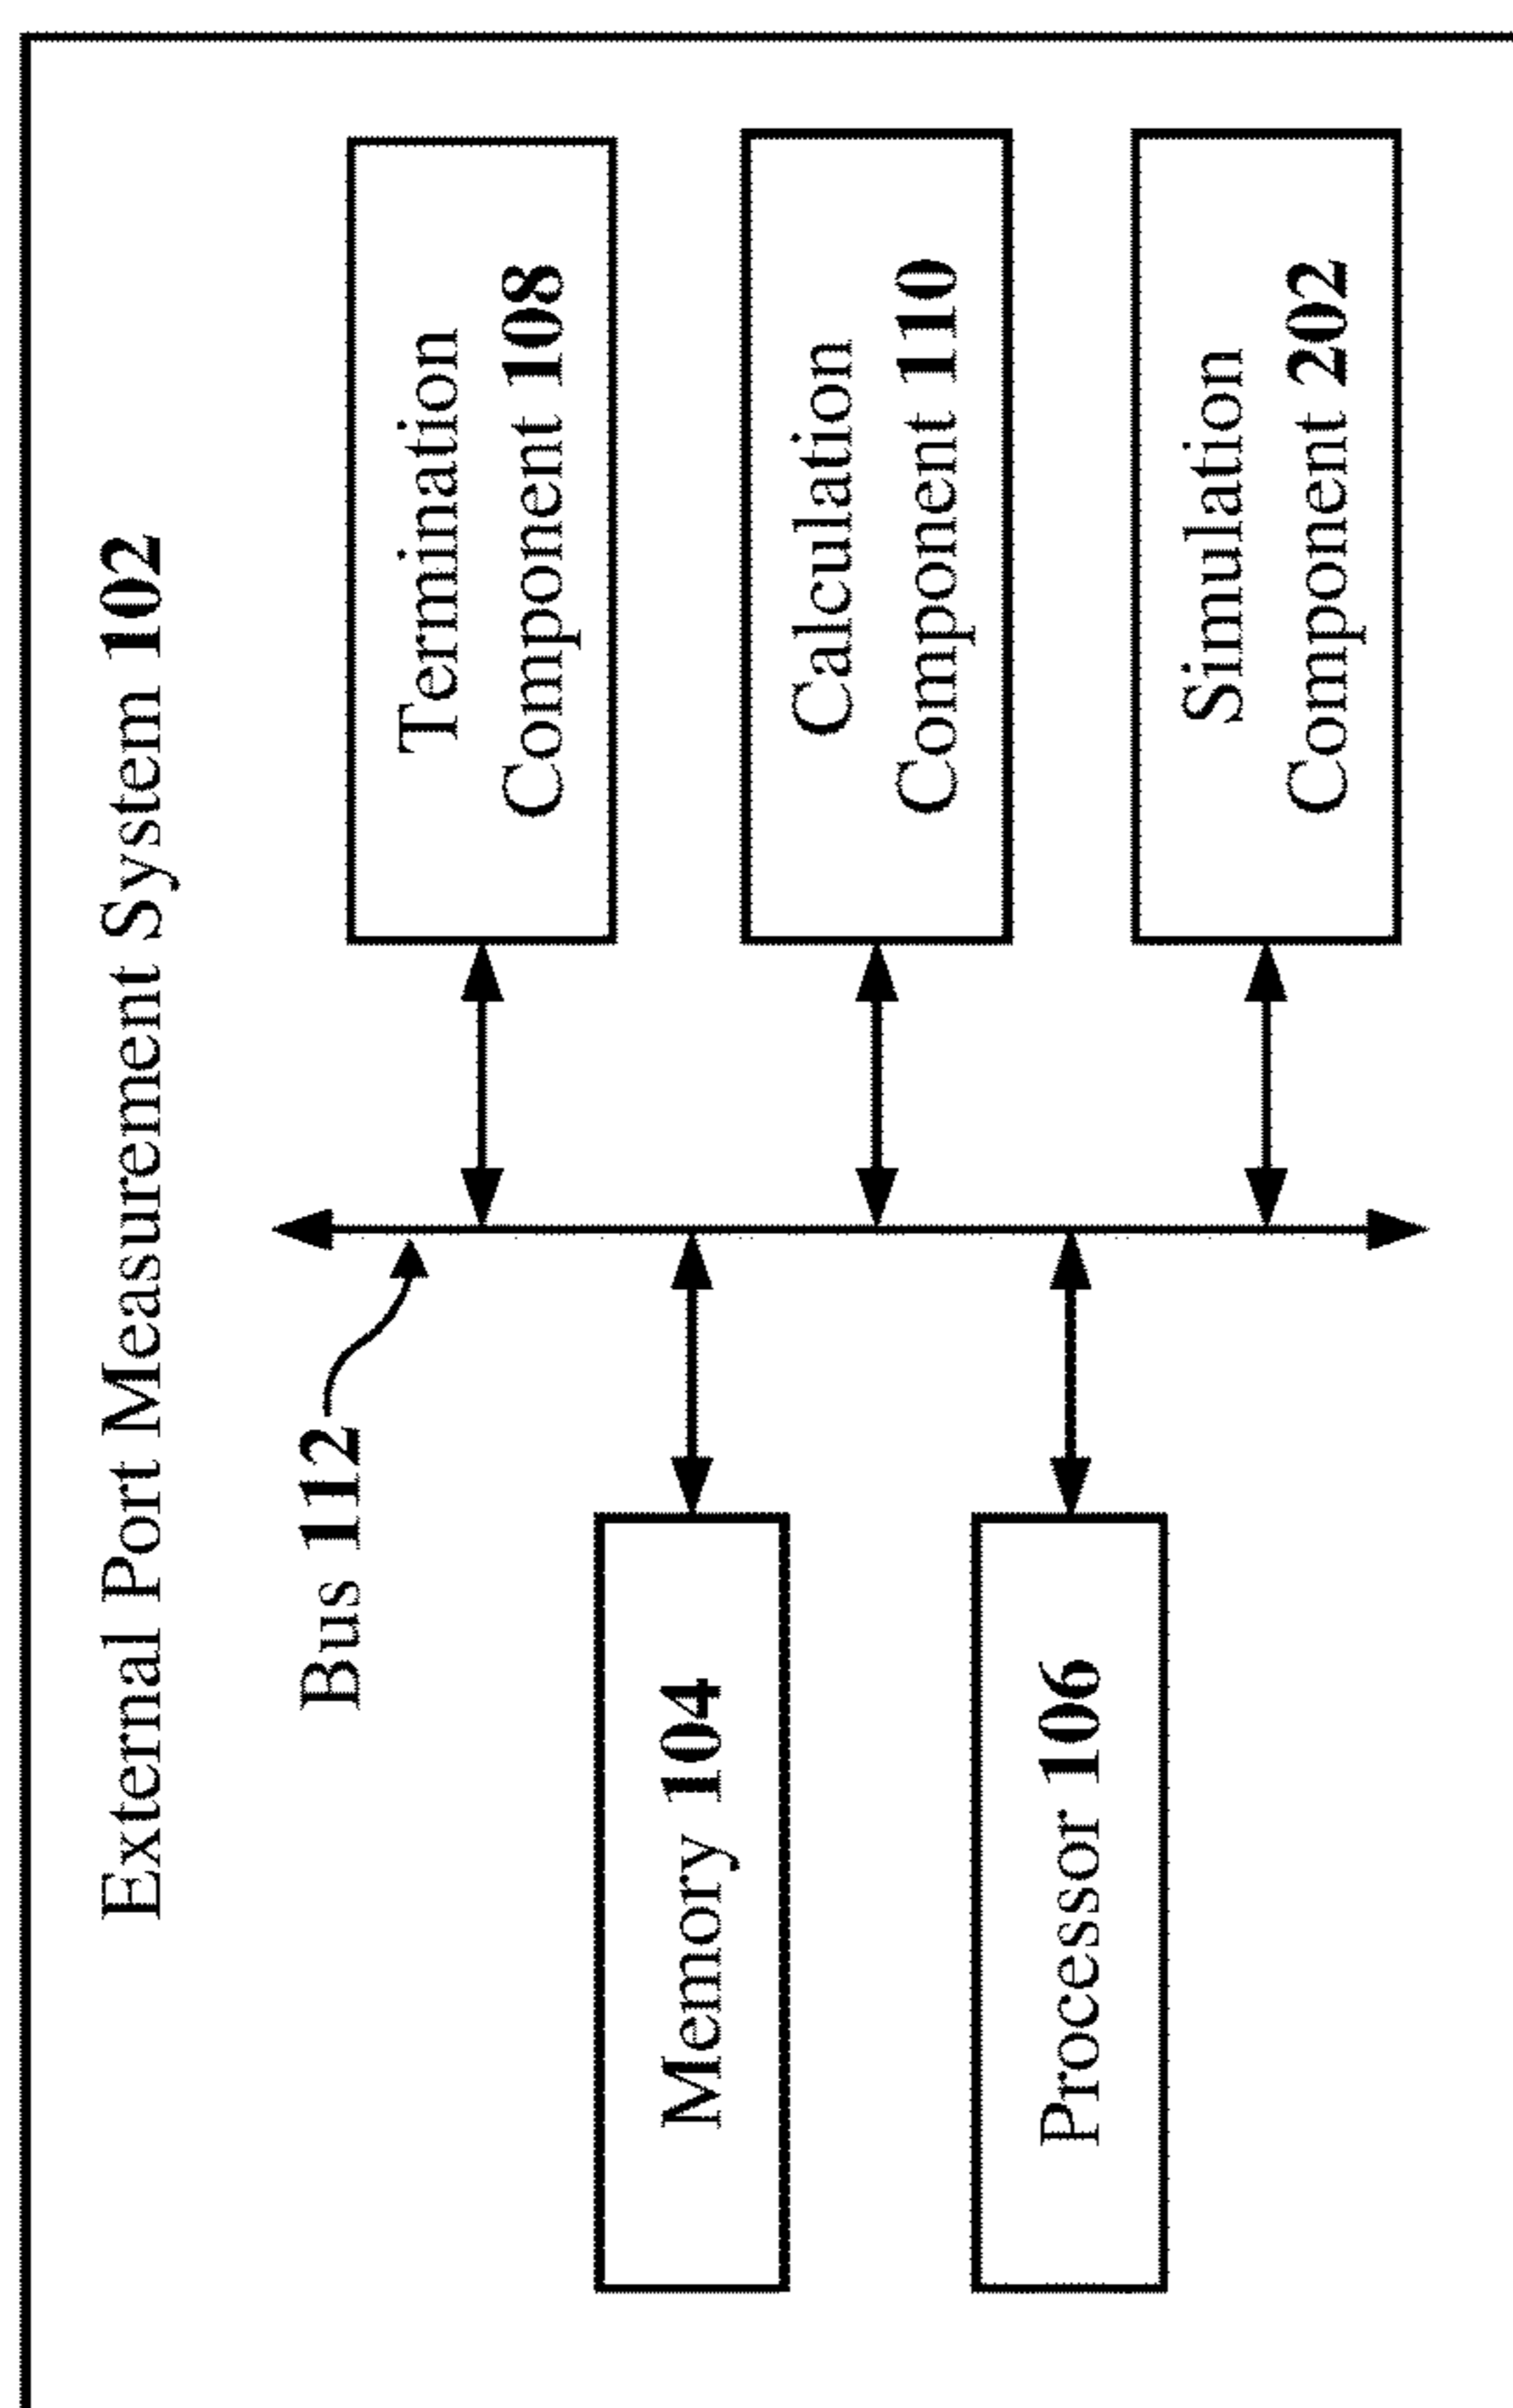 External Port Measurement System 102
Bus 112
Memory 104
Processor 106
Termination
Component 108
Calculation
Component 110
Simulation
Component 202